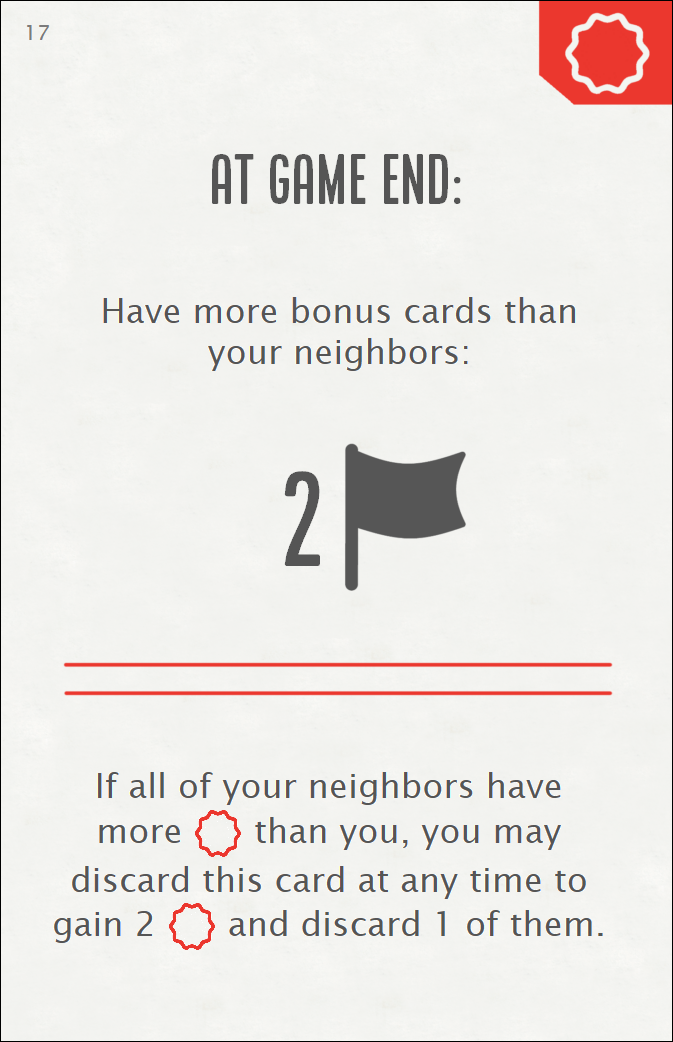 17
AT GAME END:
Have more bonus cards than
your neighbors:
2
If all of your neighbors have
more than you, you may
discard this card at any time to
gain 2 and discard 1 of them.